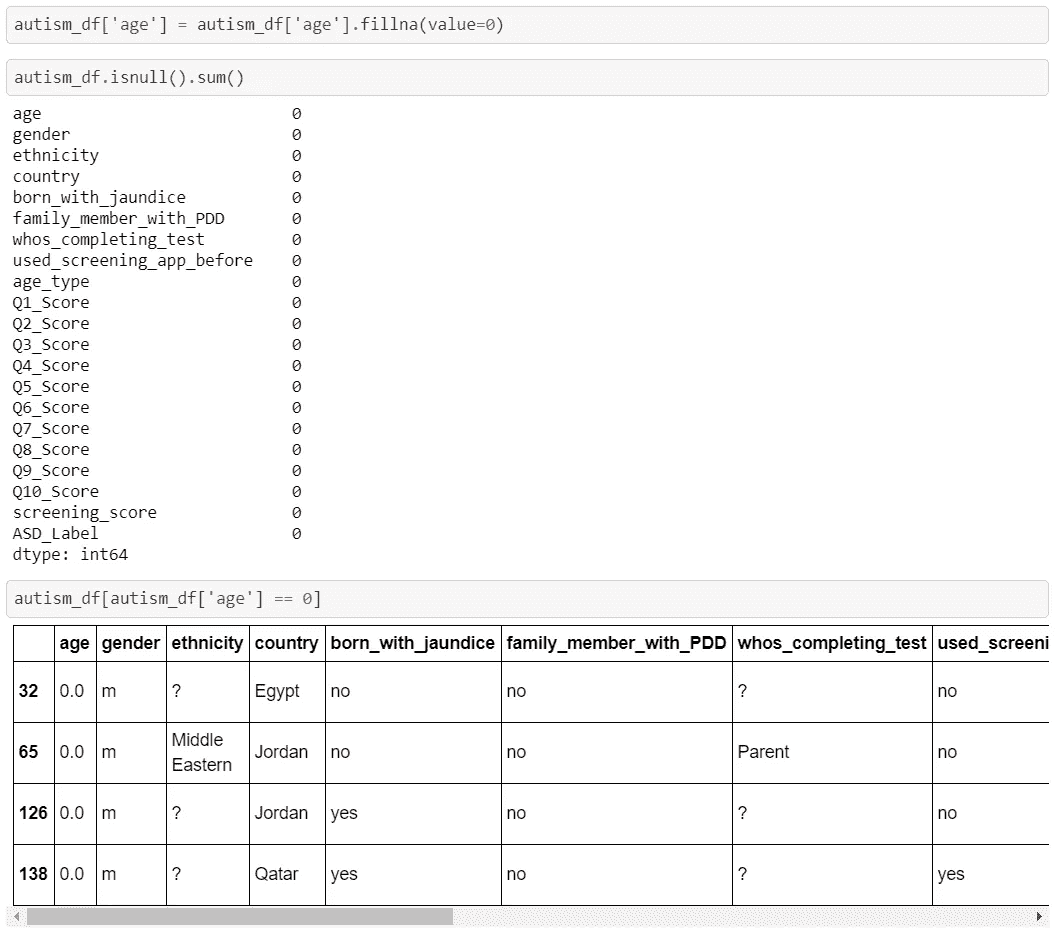 autism_df['age'] = autism_df['age'].fillna(value=0)
autism_df.isnull().sum()
age 0
gender 0
ethnicity 0
country 0
born_with_jaundice 0
family_member_with_PDD 0
whos_completing_test 0
used_screening_app_before 0
age_type 0
Q1_Score 0
Q2_Score 0
Q3_Score 0
Q4_Score 0
Q5_Score 0
Q6_Score 0
Q7_Score 0
Q8_Score 0
Q9_Score 0
Q10_Score 0
screening_score 0
ASD_Label 0
dtype: int64
autism_df[autism_df['age'] == 0]
age gender ethnicity country born_with_jaundice family_member_with_PDD whos_completing_test used_screeni
32 0.0 m ? Egypt no no ? no
65 0.0 m Middle Eastern Jordan no no Parent no
126 0.0 m ? Jordan yes no ? no
138 0.0 m ? Qatar yes no ? yes